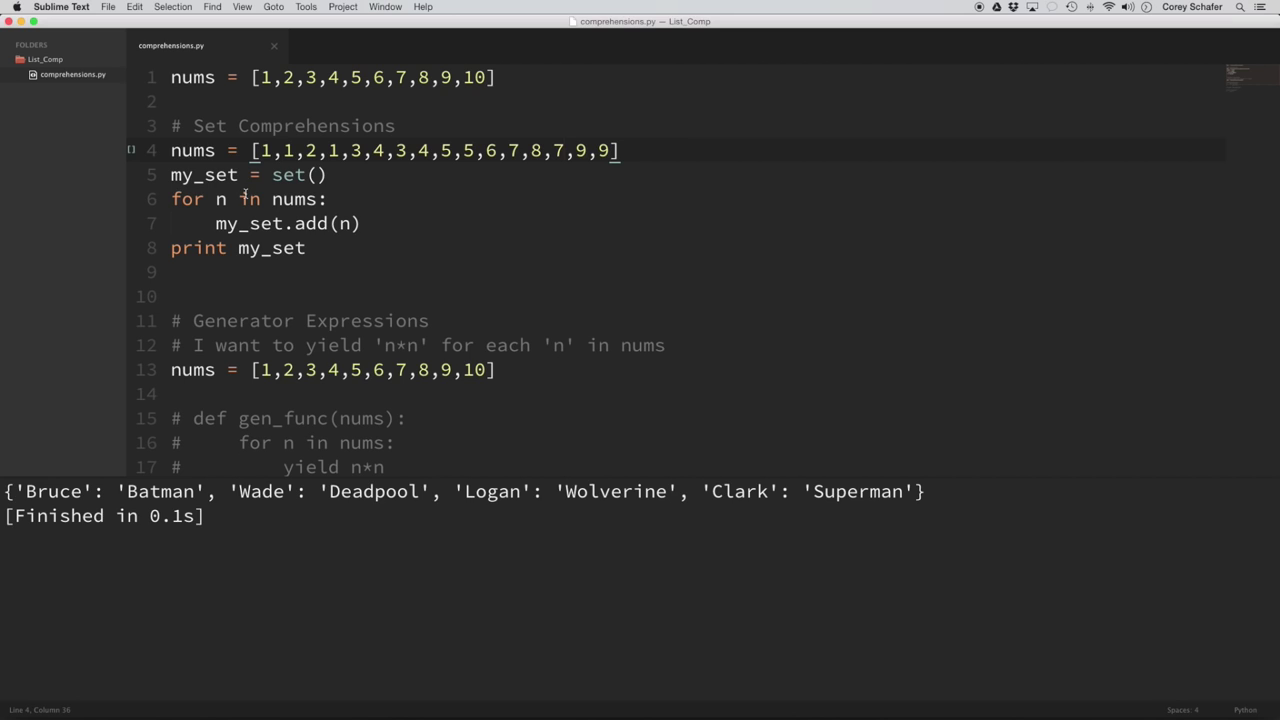 Sublime Text File Edit Selection Find View Goto Tools Project Window Help Corey Schafer
comprehensions.py — List_Comp
FOLDERS
List_Comp
comprehensions.py
comprehensions.py
1 nums = [1,2,3,4,5,6,7,8,9,10]
2
3 # Set Comprehensions
4 nums = [1,1,2,1,3,4,3,4,5,5,6,7,8,7,9,9]
5 my_set = set()
6 for n in nums:
7     my_set.add(n)
8 print my_set
9
10
11 # Generator Expressions
12 # I want to yield 'n*n' for each 'n' in nums
13 nums = [1,2,3,4,5,6,7,8,9,10]
14
15 # def gen_func(nums):
16 #     for n in nums:
17 #         yield n*n
{'Bruce': 'Batman', 'Wade': 'Deadpool', 'Logan': 'Wolverine', 'Clark': 'Superman'}
[Finished in 0.1s]
Line 4, Column 36 Spaces: 4 Python